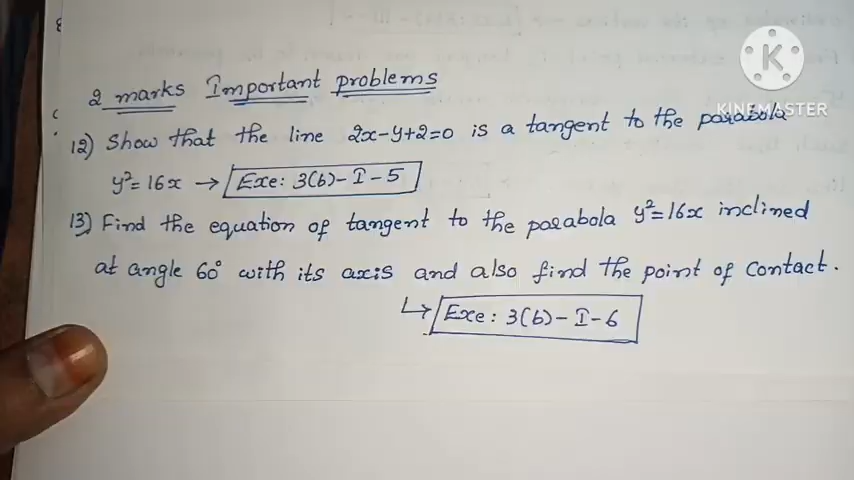 KINEMASTER
2 marks Important problems
12) Show that the line 2x-y+2=0 is a tangent to the parabola
y²=16x → Exe: 3(b)-I-5
13) Find the equation of tangent to the parabola y²=16x inclined
at angle 60° with its axis and also find the point of contact.
↳ Exe: 3(b)-I-6